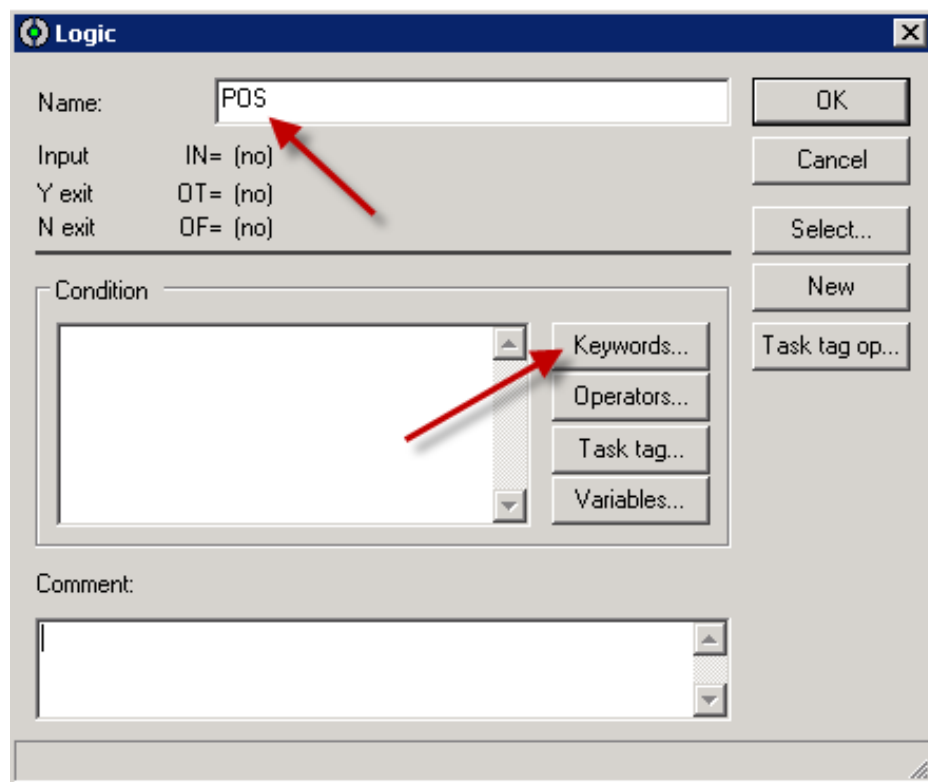 Logic
Name: POS
OK
Input IN= (no)
Cancel
Y exit OT= (no)
N exit OF= (no)
Select...
New
Condition
Keywords...
Task tag op...
Operators...
Task tag...
Variables...
Comment: